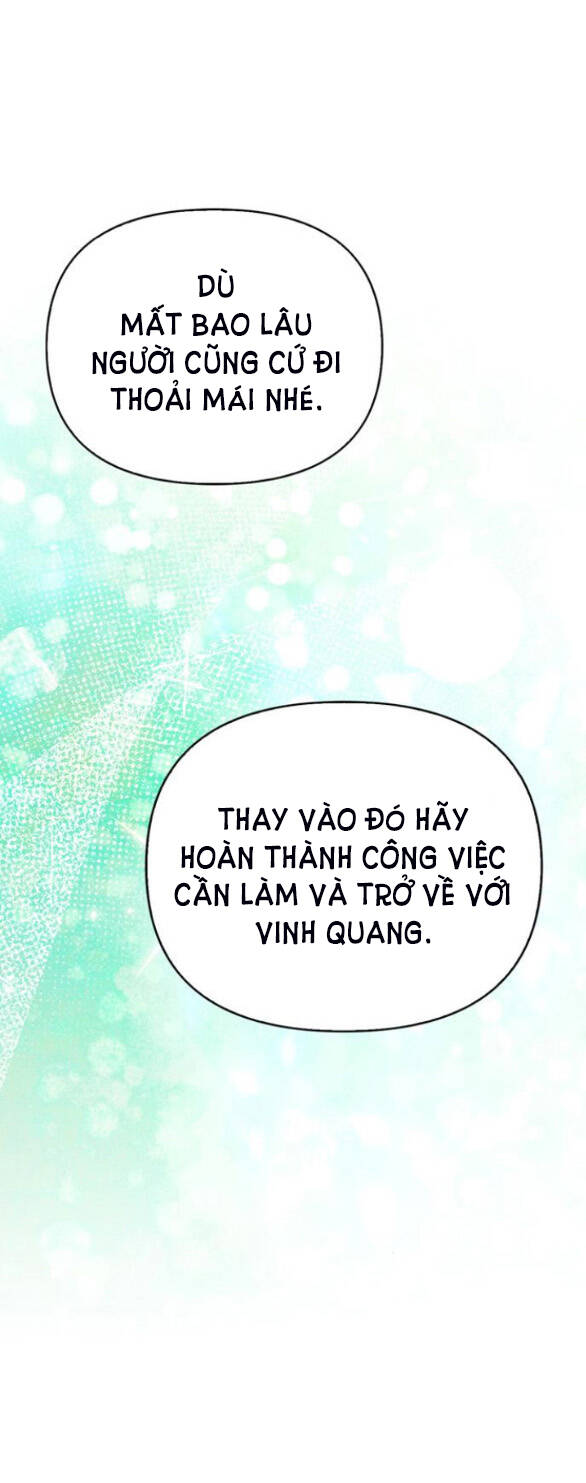 DÙ
MẤT BAO LÂU
NGƯỜI CŨNG CỨ ĐI
THOẢI MÁI NHÉ.
THAY VÀO ĐÓ HÃY
HOÀN THÀNH CÔNG VIỆC
CẦN LÀM VÀ TRỞ VỀ VỚI
VINH QUANG.